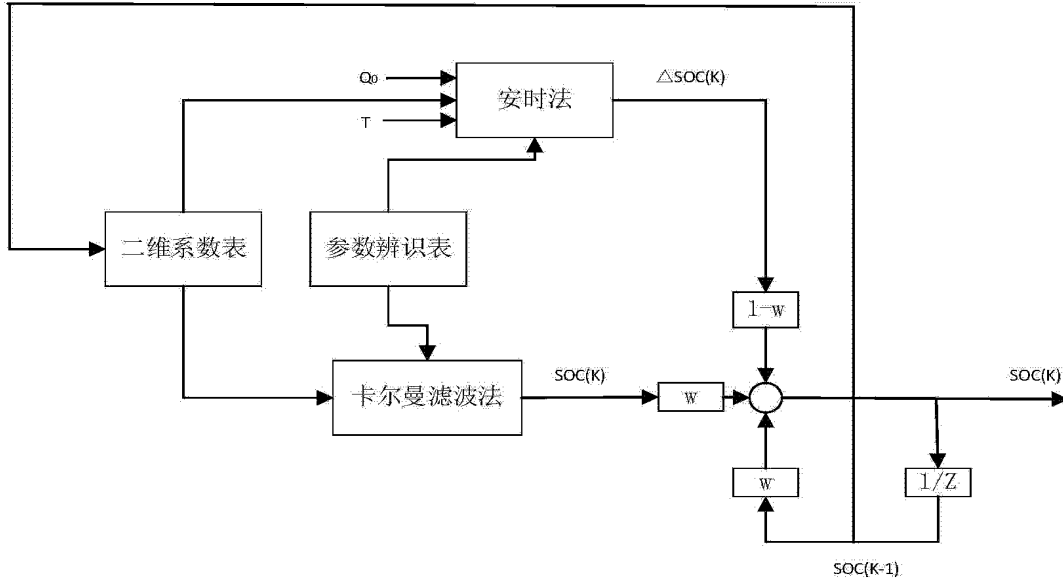 Q₀
安时法
△SOC(K)
T
二维系数表
参数辨识表
1-w
卡尔曼滤波法
SOC(K)
w
SOC(K)
w
1/Z
SOC(K-1)